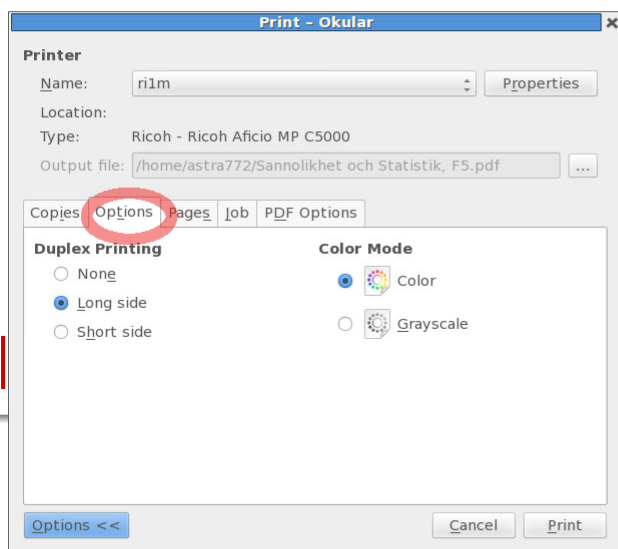 Print – Okular
Printer
Name: ri1m Properties
Location:
Type: Ricoh - Ricoh Aficio MP C5000
Output file: /home/astra772/Sannolikhet och Statistik, F5.pdf ...
Copies Options Pages Job PDF Options
Duplex Printing Color Mode
None Color
Long side
Short side Grayscale
Options << Cancel Print